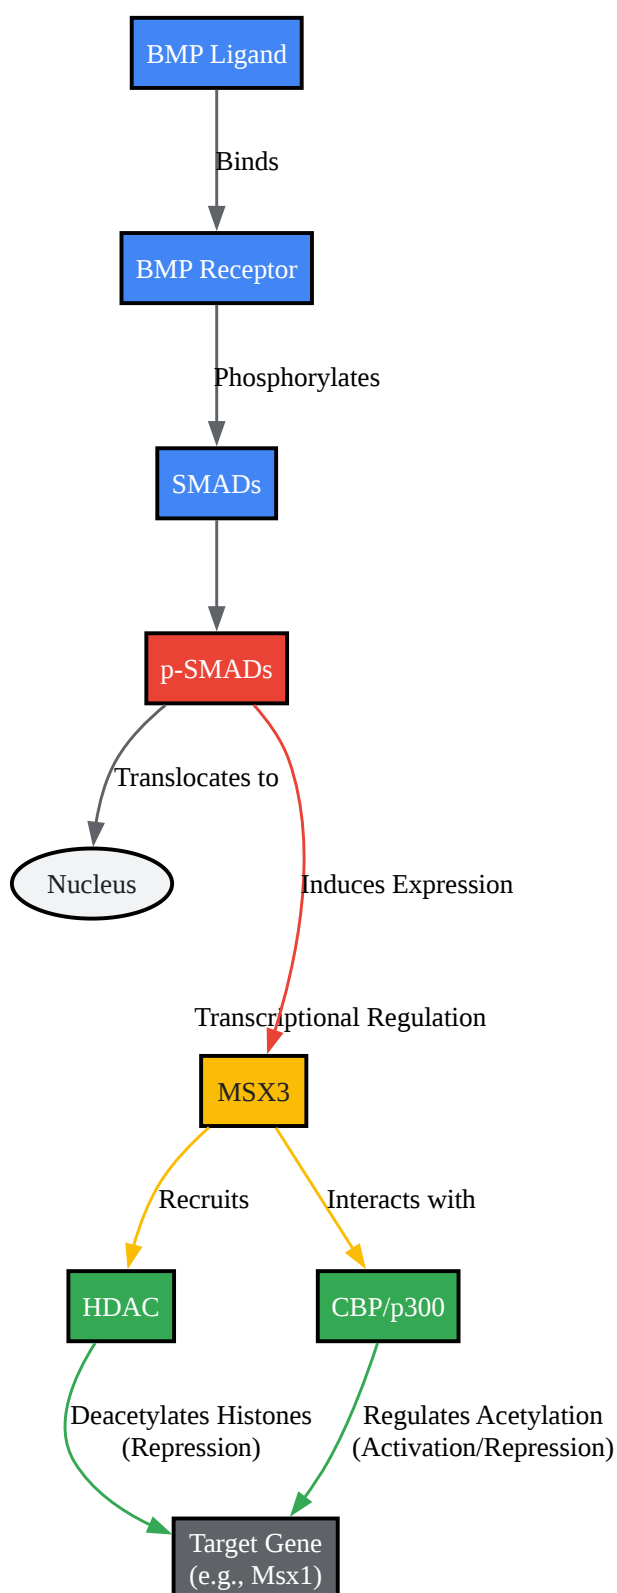 BMP Ligand
Binds
BMP Receptor
Phosphorylates
SMADs
p-SMADs
Translocates to
Nucleus
Induces Expression
Transcriptional Regulation
MSX3
Recruits
Interacts with
HDAC
CBP/p300
Deacetylates Histones
(Repression)
Regulates Acetylation
(Activation/Repression)
Target Gene
(e.g., Msx1)